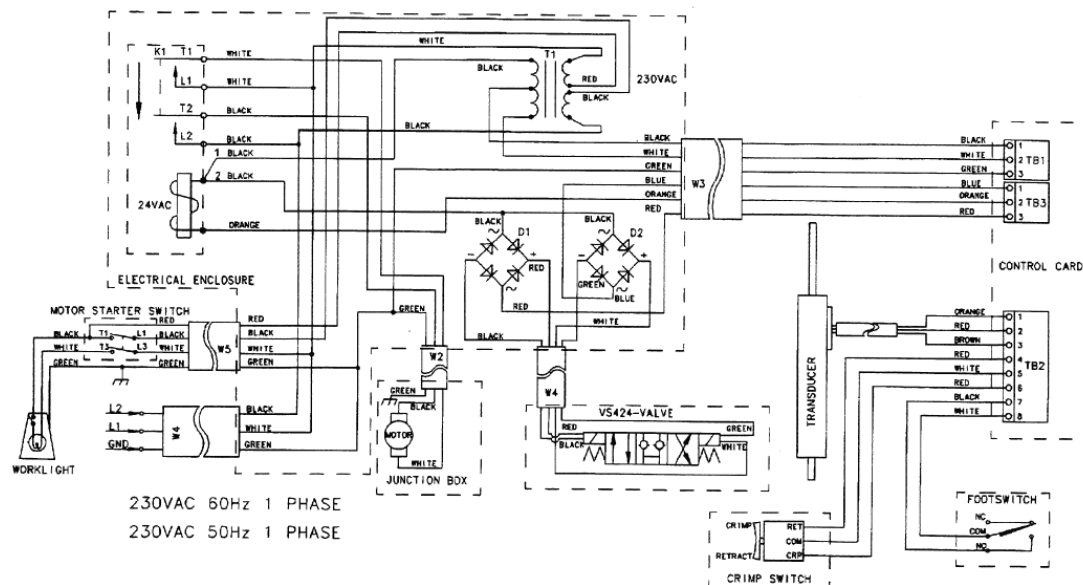 K1 T1 WHITE
L1 WHITE
T2 BLACK
L2 BLACK
1 BLACK
2 BLACK
24VAC
ORANGE
ELECTRICAL ENCLOSURE
WHITE
T1
BLACK
RED
BLACK
230VAC
BLACK
BLACK
WHITE
GREEN
BLUE
ORANGE
RED
W3
BLACK 1
WHITE 2 TB1
GREEN 3
BLUE 1
ORANGE 2 TB3
RED 3
CONTROL CARD
BLACK
D1
- +
RED
RED
BLACK
BLACK
D2
- +
GREEN
BLUE
WHITE
MOTOR STARTER SWITCH
RED RED
BLACK T1 L1 BLACK BLACK
WHITE T3 L3 WHITE WHITE
GREEN GREEN GREEN
W5
WORKLIGHT
L2 BLACK
L1 WHITE
GND GREEN
W4
GREEN
W2
GREEN
BLACK
MOTOR
WHITE
JUNCTION BOX
W4
VS424-VALVE
RED GREEN
BLACK WHITE
TRANSDUCER
ORANGE 1
RED 2
BROWN 3
RED 4
WHITE 5
RED 6
BLACK 7
WHITE 8
TB2
230VAC 60Hz 1 PHASE
230VAC 50Hz 1 PHASE
CRIMP RET
COM
RETRACT CRP
CRIMP SWITCH
FOOTSWITCH
NC
COM
NO